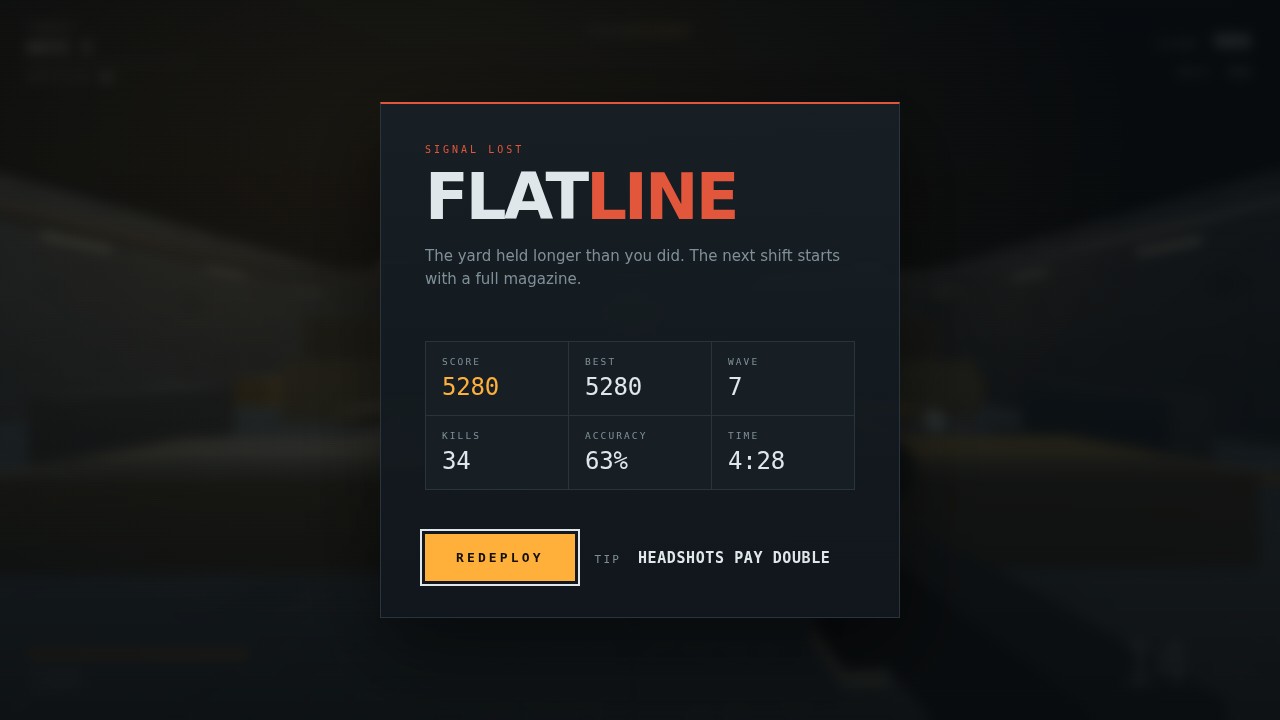 SIGNAL LOST
FLATLINE
The yard held longer than you did. The next shift starts
with a full magazine.
SCORE BEST WAVE
5280 5280 7
KILLS ACCURACY TIME
34 63% 4:28
REDEPLOY TIP HEADSHOTS PAY DOUBLE